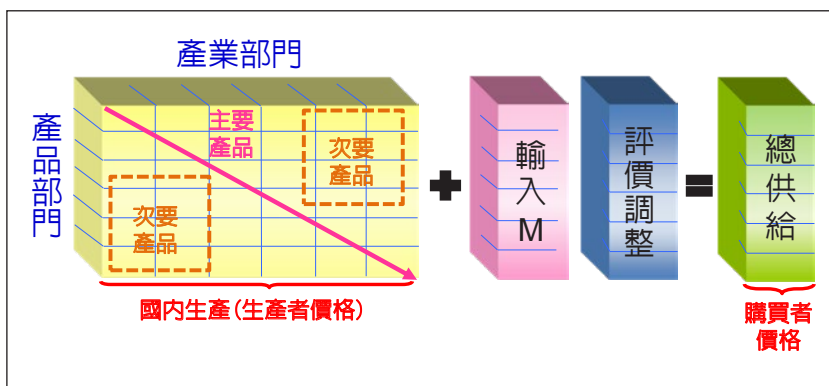 產業部門
產品部門
主要
產品
次要
產品
次要
產品
+
輸入M
評價調整
=
總供給
國內生產(生產者價格)
購買者
價格